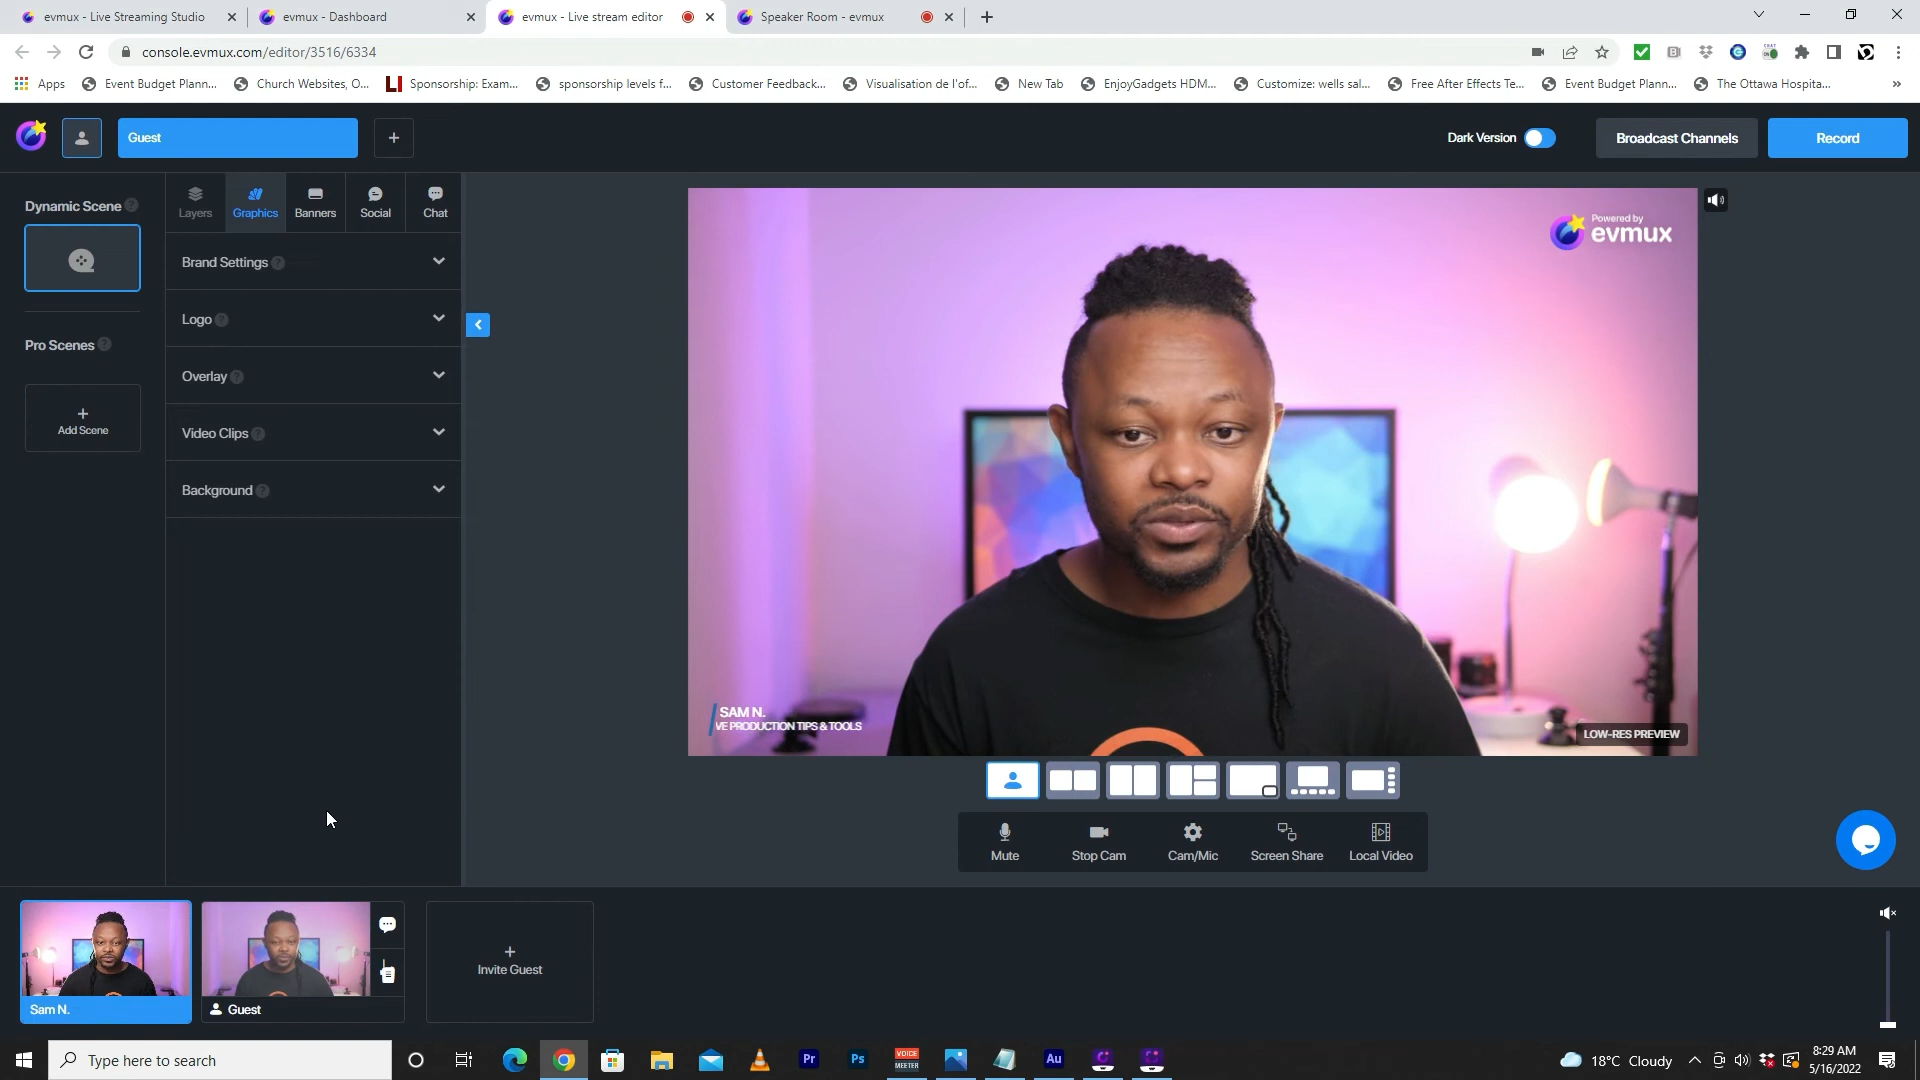 evmux - Live Streaming Studio
evmux - Dashboard
evmux - Live stream editor
Speaker Room - evmux
console.evmux.com/editor/3516/6334
Apps
Event Budget Plann...
Church Websites, O...
Sponsorship: Exam...
sponsorship levels f...
Customer Feedback...
Visualisation de l'of...
New Tab
EnjoyGadgets HDM...
Customize: wells sal...
Free After Effects Te...
Event Budget Plann...
The Ottawa Hospita...
Guest
Dark Version
Broadcast Channels
Record
Dynamic Scene
Layers
Graphics
Banners
Social
Chat
Brand Settings
Logo
Overlay
Video Clips
Background
Pro Scenes
Add Scene
Powered by
evmux
SAM N.
VE PRODUCTION TIPS & TOOLS
LOW-RES PREVIEW
Mute
Stop Cam
Cam/Mic
Screen Share
Local Video
Sam N.
Guest
Invite Guest
Type here to search
Pr
Ps
VOICE
MEETER
Au
18°C Cloudy
8:29 AM
5/16/2022